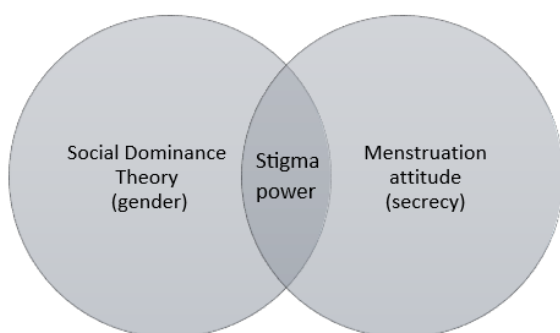 Social Dominance
Theory
(gender)
Stigma
power
Menstruation
attitude
(secrecy)